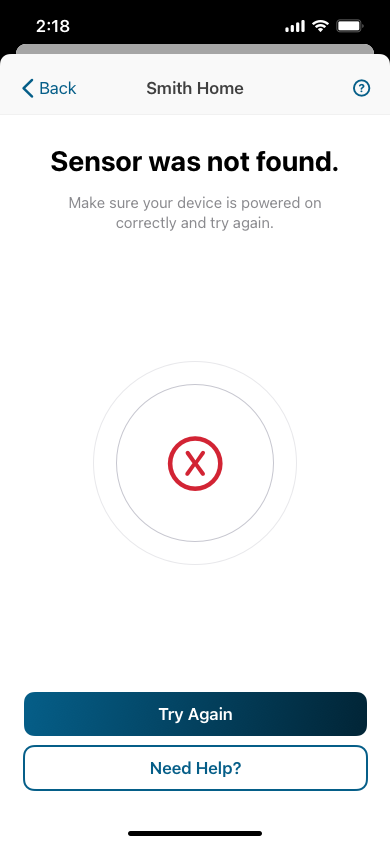 2:18
Back
Smith Home
?
Sensor was not found.
Make sure your device is powered on
correctly and try again.
X
Try Again
Need Help?